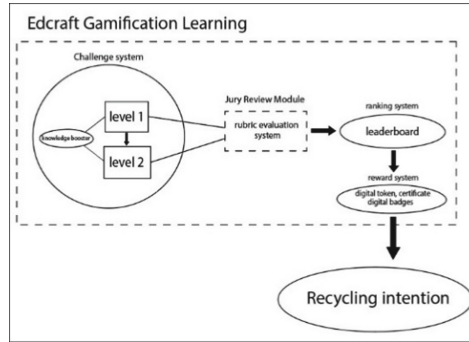 Edcraft Gamification Learning
Challenge system
knowledge booster
level 1
level 2
Jury Review Module
rubric evaluation
system
ranking system
leaderboard
reward system
digital token, certificate
digital badges
Recycling intention